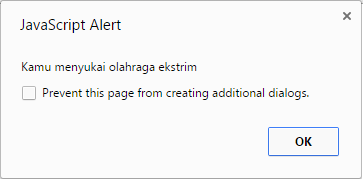 JavaScript Alert
Kamu menyukai olahraga ekstrim
Prevent this page from creating additional dialogs.
OK